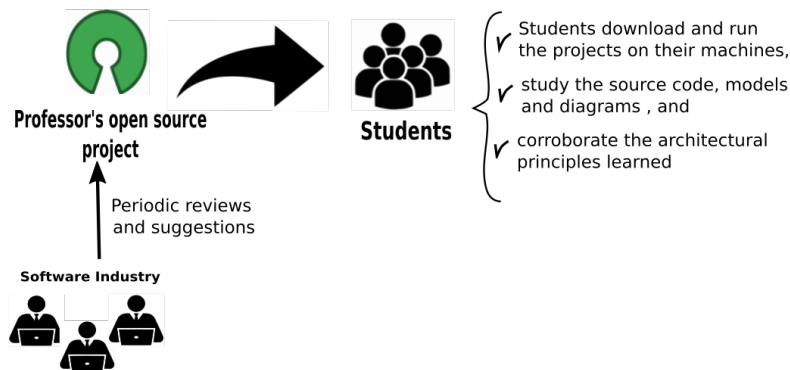 Professor's open source
project
Students
Students download and run
the projects on their machines,
study the source code, models
and diagrams , and
corroborate the architectural
principles learned
Periodic reviews
and suggestions
Software Industry